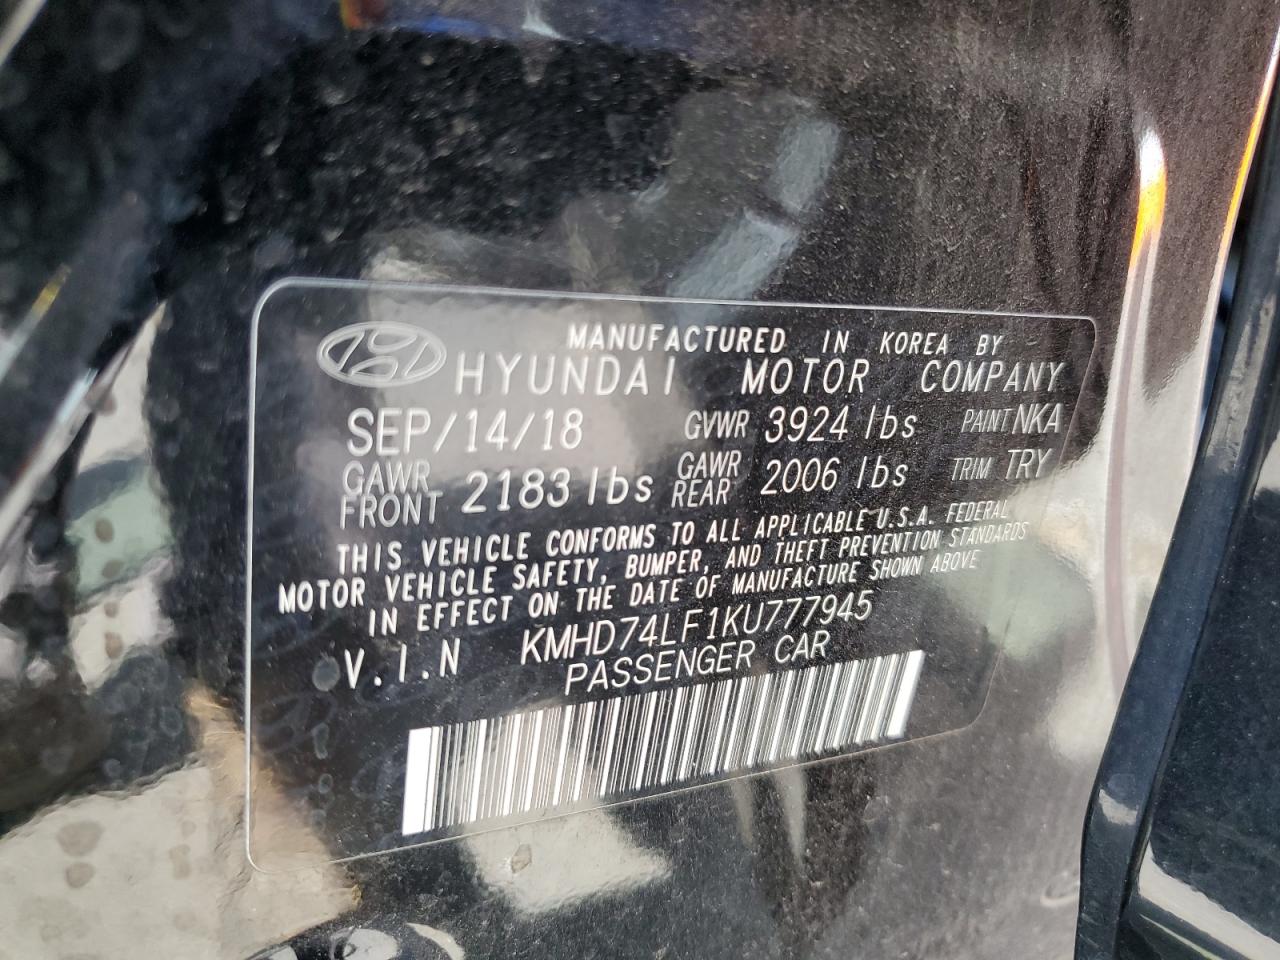 MANUFACTURED IN KOREA BY
HYUNDAI MOTOR COMPANY
SEP/14/18 GVWR 3924 lbs PAINT NKA
GAWR FRONT 2183 lbs GAWR REAR 2006 lbs TRIM TRY
THIS VEHICLE CONFORMS TO ALL APPLICABLE U.S.A. FEDERAL
MOTOR VEHICLE SAFETY, BUMPER, AND THEFT PREVENTION STANDARDS
IN EFFECT ON THE DATE OF MANUFACTURE SHOWN ABOVE
V.I.N KMHD74LF1KU777945
PASSENGER CAR